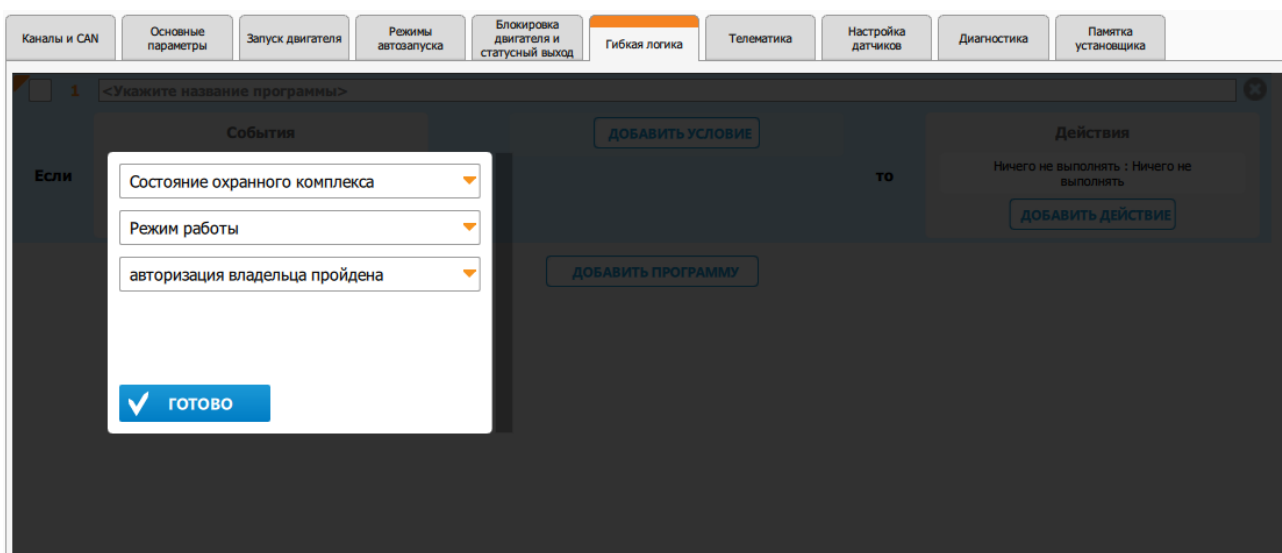 Каналы и CAN
Основные
параметры
Запуск двигателя
Режимы
автозапуска
Блокировка
двигателя и
статусный выход
Гибкая логика
Телематика
Настройка
датчиков
Диагностика
Памятка
установщика
1 <Укажите название программы>
События
ДОБАВИТЬ УСЛОВИЕ
Действия
Если
то
Ничего не выполнять : Ничего не
выполнять
ДОБАВИТЬ ДЕЙСТВИЕ
Состояние охранного комплекса
Режим работы
авторизация владельца пройдена
ГОТОВО
ДОБАВИТЬ ПРОГРАММУ